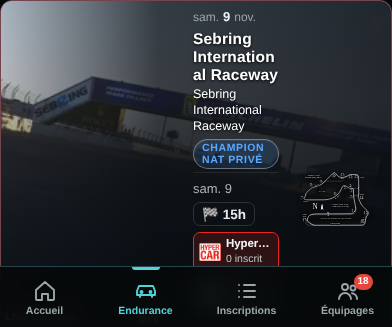 sam. 9 nov.
Sebring
Internation
al Raceway
Sebring
International
Raceway
CHAMPION
NAT PRIVÉ
sam. 9
15h
HYPER
CAR
Hyper...
0 inscrit
SEBRING
N
18
Accueil
Endurance
Inscriptions
Équipages